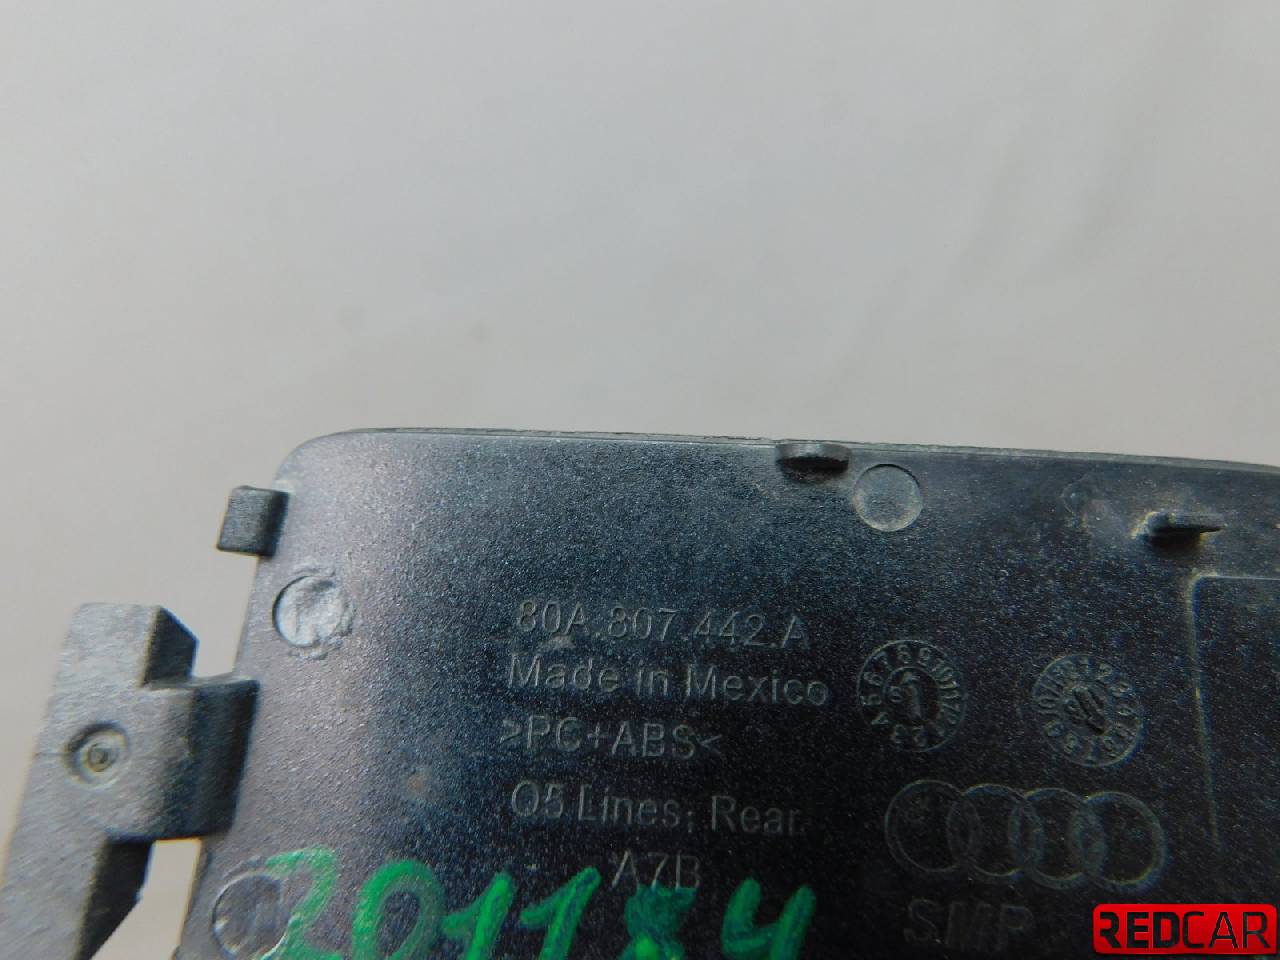 80A.807.442.A
Made in Mexico
>PC+ABS<
Q5 Lines; Rear.
A7B
SMP
REDCAR